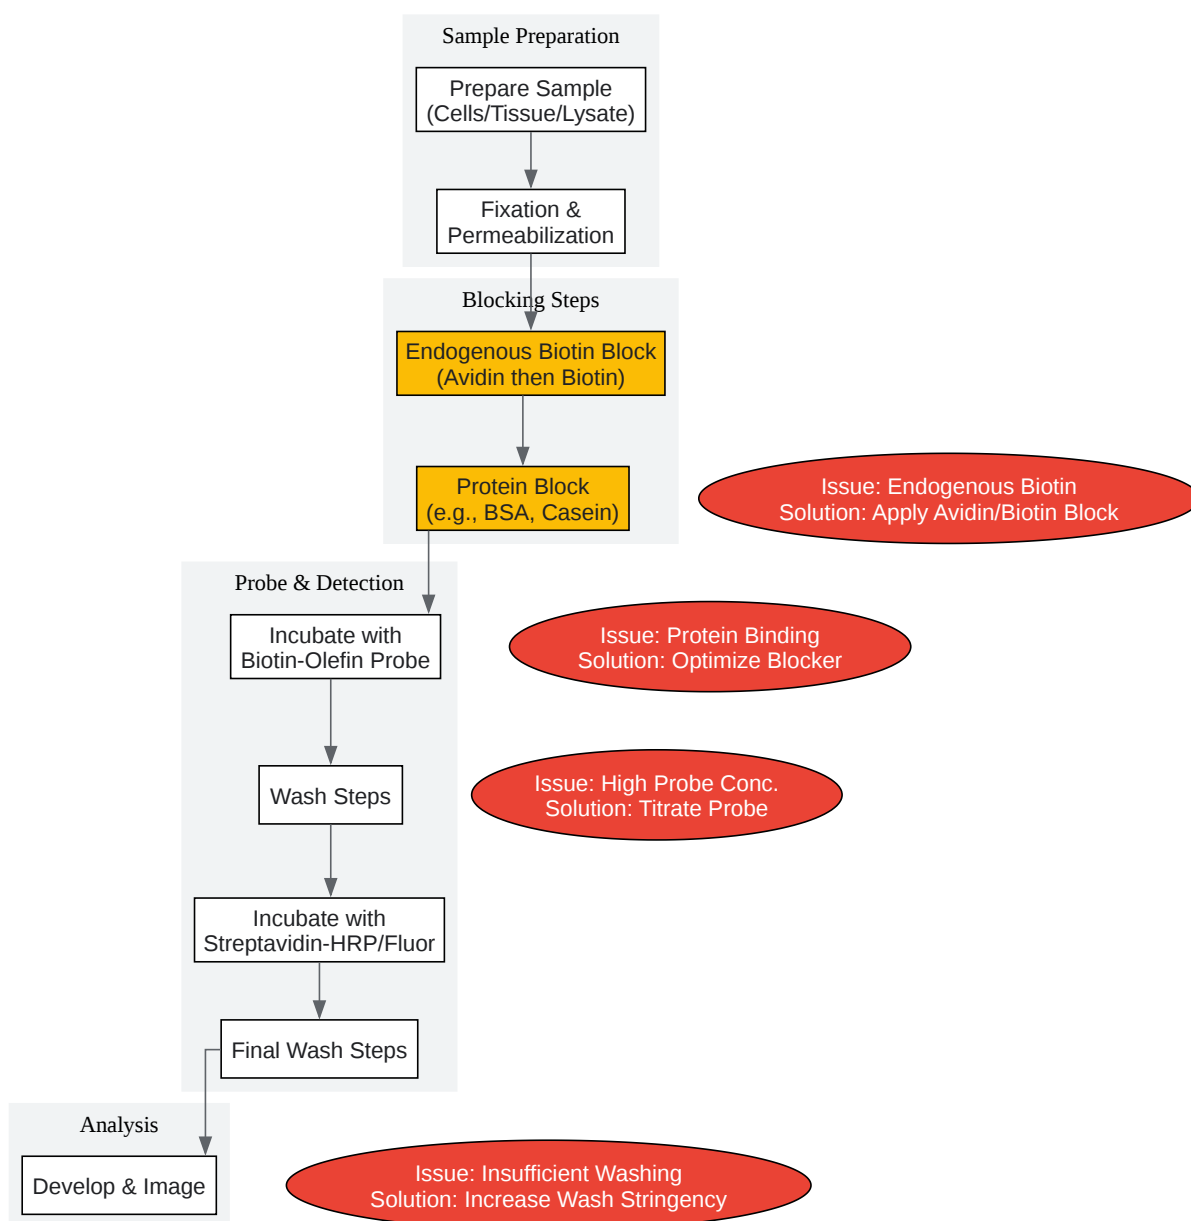 Sample Preparation
Prepare Sample
(Cells/Tissue/Lysate)
Fixation &
Permeabilization
Blocking Steps
Endogenous Biotin Block
(Avidin then Biotin)
Protein Block
(e.g., BSA, Casein)
Issue: Endogenous Biotin
Solution: Apply Avidin/Biotin Block
Probe & Detection
Incubate with
Biotin-Olefin Probe
Issue: Protein Binding
Solution: Optimize Blocker
Wash Steps
Issue: High Probe Conc.
Solution: Titrate Probe
Incubate with
Streptavidin-HRP/Fluor
Final Wash Steps
Analysis
Develop & Image
Issue: Insufficient Washing
Solution: Increase Wash Stringency